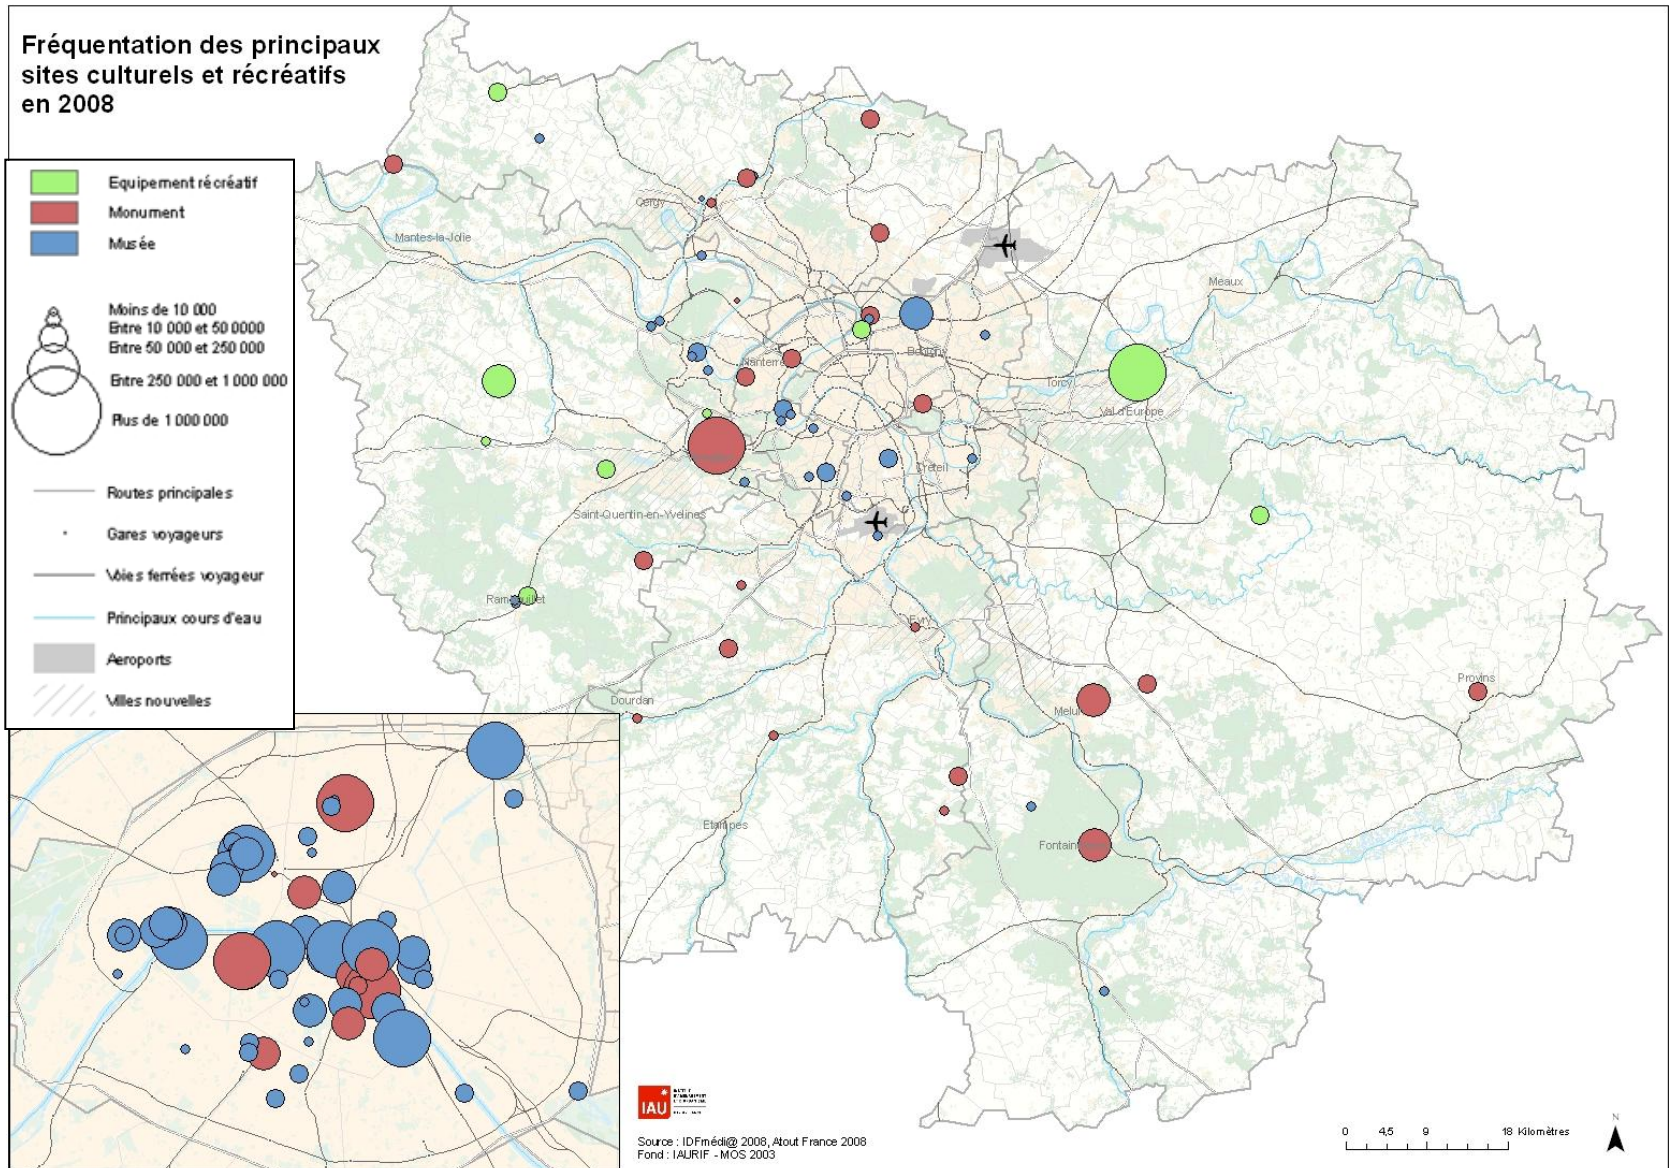 Fréquentation des principaux
sites culturels et récréatifs
en 2008
Equipement récréatif
Monument
Musée
Moins de 10 000
Entre 10 000 et 50 0000
Entre 50 000 et 250 000
Entre 250 000 et 1 000 000
Plus de 1 000 000
Routes principales
Gares voyageurs
Voies ferrées voyageur
Principaux cours d'eau
Aeroports
Villes nouvelles
Cergy
Mantes-la-Jolie
Meaux
Nanterre
Bobigny
Torcy
Val d'Europe
Créteil
Saint-Quentin-en-Yvelines
Rambouillet
Evry
Dourdan
Melun
Provins
Etampes
Fontain
IAU
Source : IDFmédi@ 2008, Atout France 2008
Fond : IAURIF - MOS 2003
0 4,5 9 18 Kilomètres
N